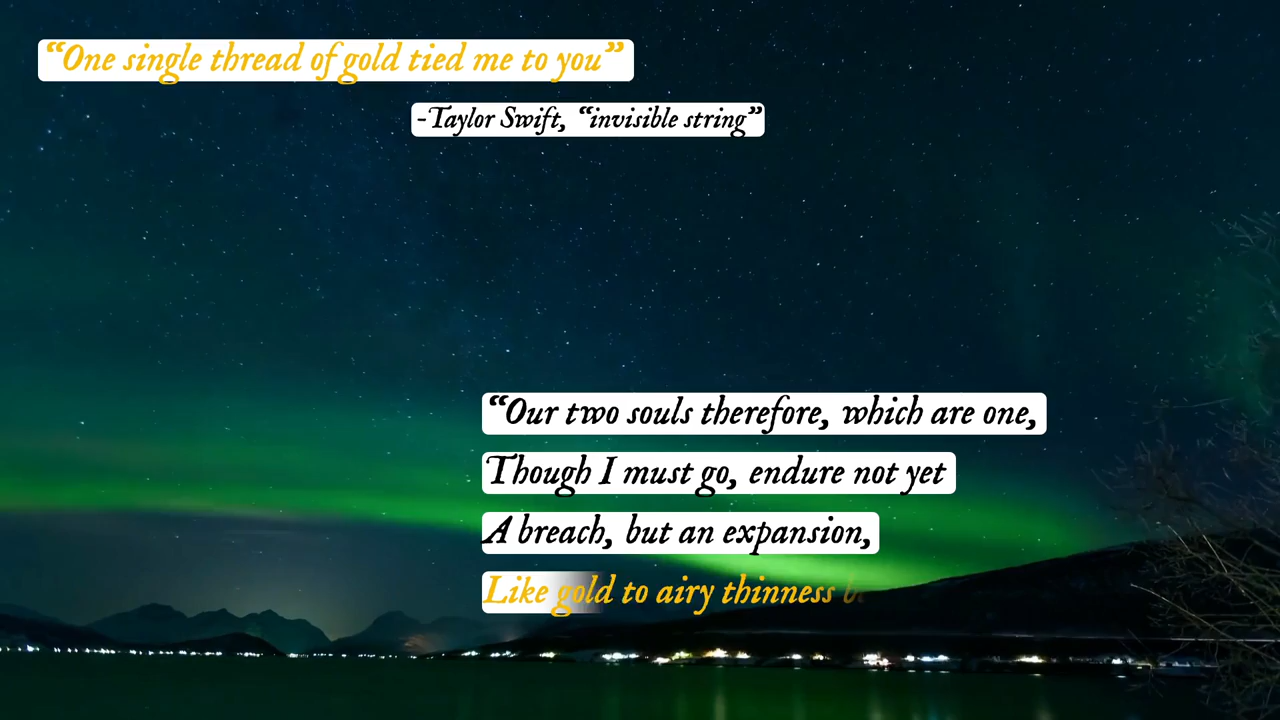 “One single thread of gold tied me to you”
-Taylor Swift, “invisible string”
“Our two souls therefore, which are one,
Though I must go, endure not yet
A breach, but an expansion,
Like gold to airy thinness